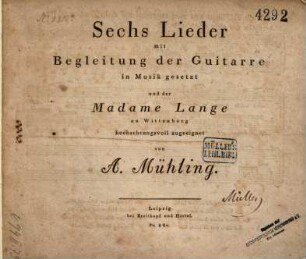 4292
Sechs Lieder
mit
Begleitung der Guitarre
in Musik gesetzt
und der
Madame Lange
zu Wittenberg
hochachtungsvoll zugeeignet
von
A. Mühling.
Müller
Leipzig
bei Breitkopf und Härtel.